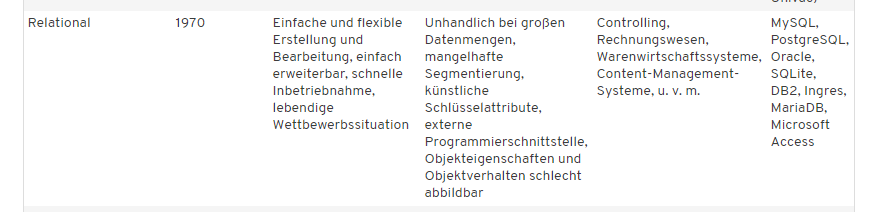 Relational
1970
Einfache und flexible
Erstellung und
Bearbeitung, einfach
erweiterbar, schnelle
Inbetriebnahme,
lebendige
Wettbewerbssituation
Unhandlich bei großen
Datenmengen,
mangelhafte
Segmentierung,
künstliche
Schlüsselattribute,
externe
Programmierschnittstelle,
Objekteigenschaften und
Objektverhalten schlecht
abbildbar
Controlling,
Rechnungswesen,
Warenwirtschaftssysteme,
Content-Management-
Systeme, u. v. m.
MySQL,
PostgreSQL,
Oracle,
SQLite,
DB2, Ingres,
MariaDB,
Microsoft
Access